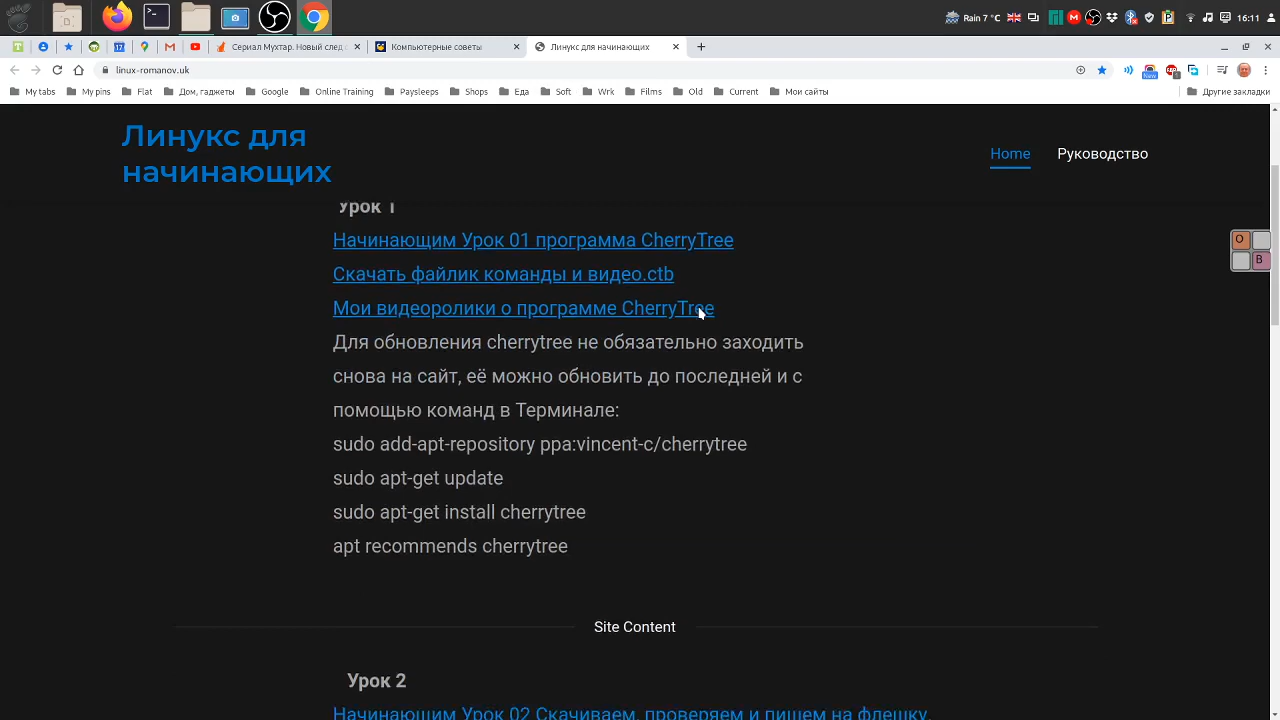 Rain 7 °C
16:11
Сериал Мухтар. Новый след
Компьютерные советы
Линукс для начинающих
linux-romanov.uk
My tabs
My pins
Flat
Дом, гаджеты
Google
Online Training
Paysleeps
Shops
Еда
Soft
Wrk
Films
Old
Current
Мои сайты
Другие закладки
Линукс для
начинающих
Home
Руководство
Урок 1
Начинающим Урок 01 программа CherryTree
Скачать файлик команды и видео.ctb
Мои видеоролики о программе CherryTree
Для обновления cherrytree не обязательно заходить
снова на сайт, её можно обновить до последней и с
помощью команд в Терминале:
sudo add-apt-repository ppa:vincent-c/cherrytree
sudo apt-get update
sudo apt-get install cherrytree
apt recommends cherrytree
O
B
Site Content
Урок 2
Начинающим Урок 02 Скачиваем, проверяем и пишем на флешку.